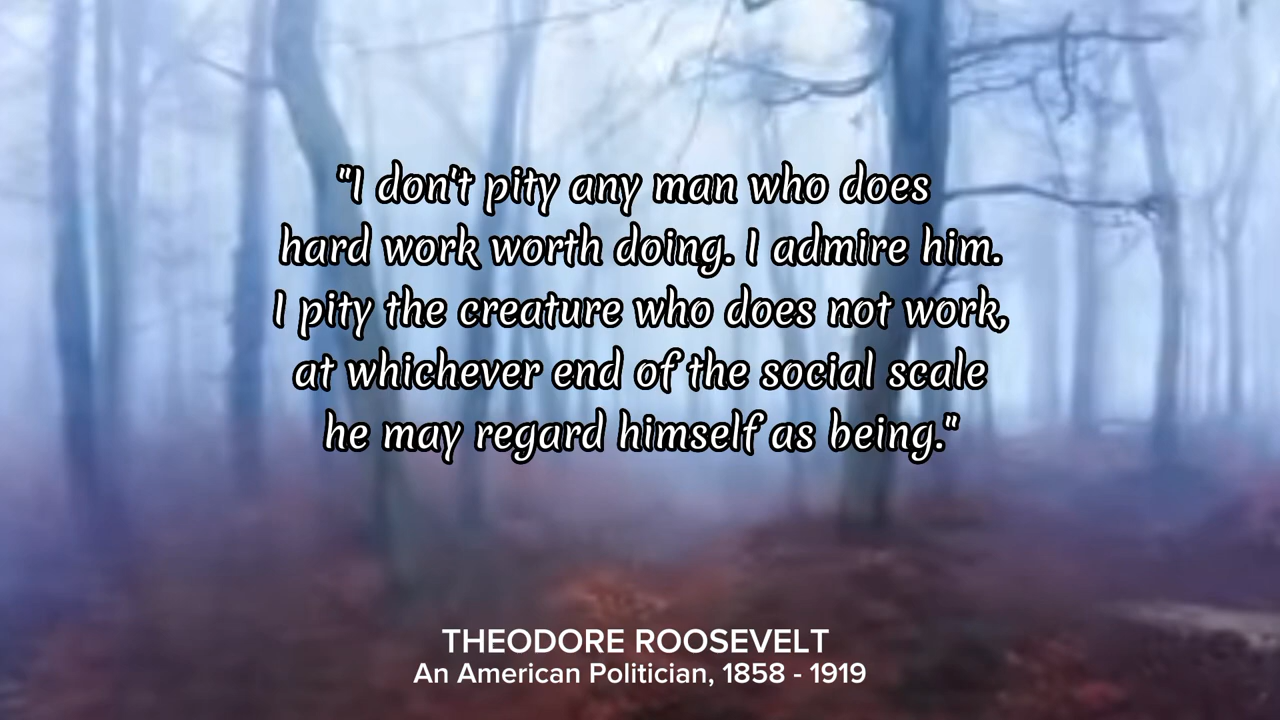 "I don't pity any man who does
hard work worth doing. I admire him.
I pity the creature who does not work,
at whichever end of the social scale
he may regard himself as being."
THEODORE ROOSEVELT
An American Politician, 1858 - 1919